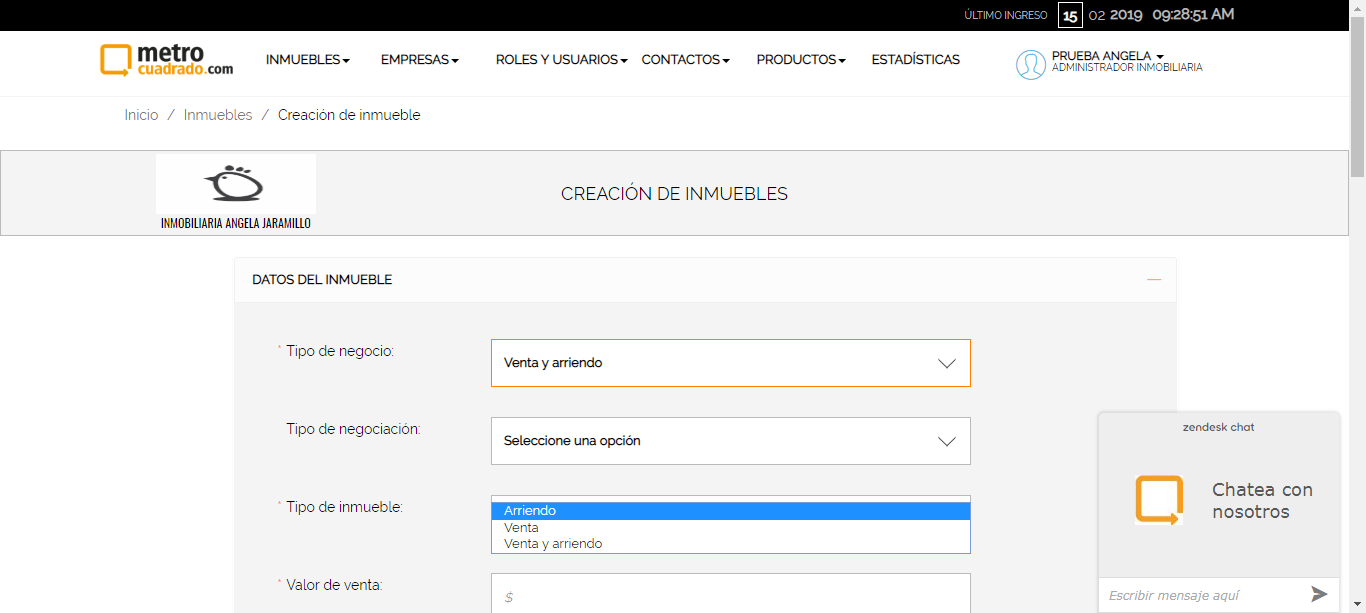 ÚLTIMO INGRESO 15 02 2019 09:28:51 AM
metro
cuadrado.com
INMUEBLES EMPRESAS ROLES Y USUARIOS CONTACTOS PRODUCTOS ESTADÍSTICAS
PRUEBA ANGELA
ADMINISTRADOR INMOBILIARIA
Inicio / Inmuebles / Creación de inmueble
CREACIÓN DE INMUEBLES
INMOBILIARIA ANGELA JARAMILLO
DATOS DEL INMUEBLE
* Tipo de negocio:
Venta y arriendo
Tipo de negociación:
Seleccione una opción
* Tipo de inmueble:
Arriendo
Venta
Venta y arriendo
* Valor de venta:
$
zendesk chat
Chatea con
nosotros
Escribir mensaje aquí